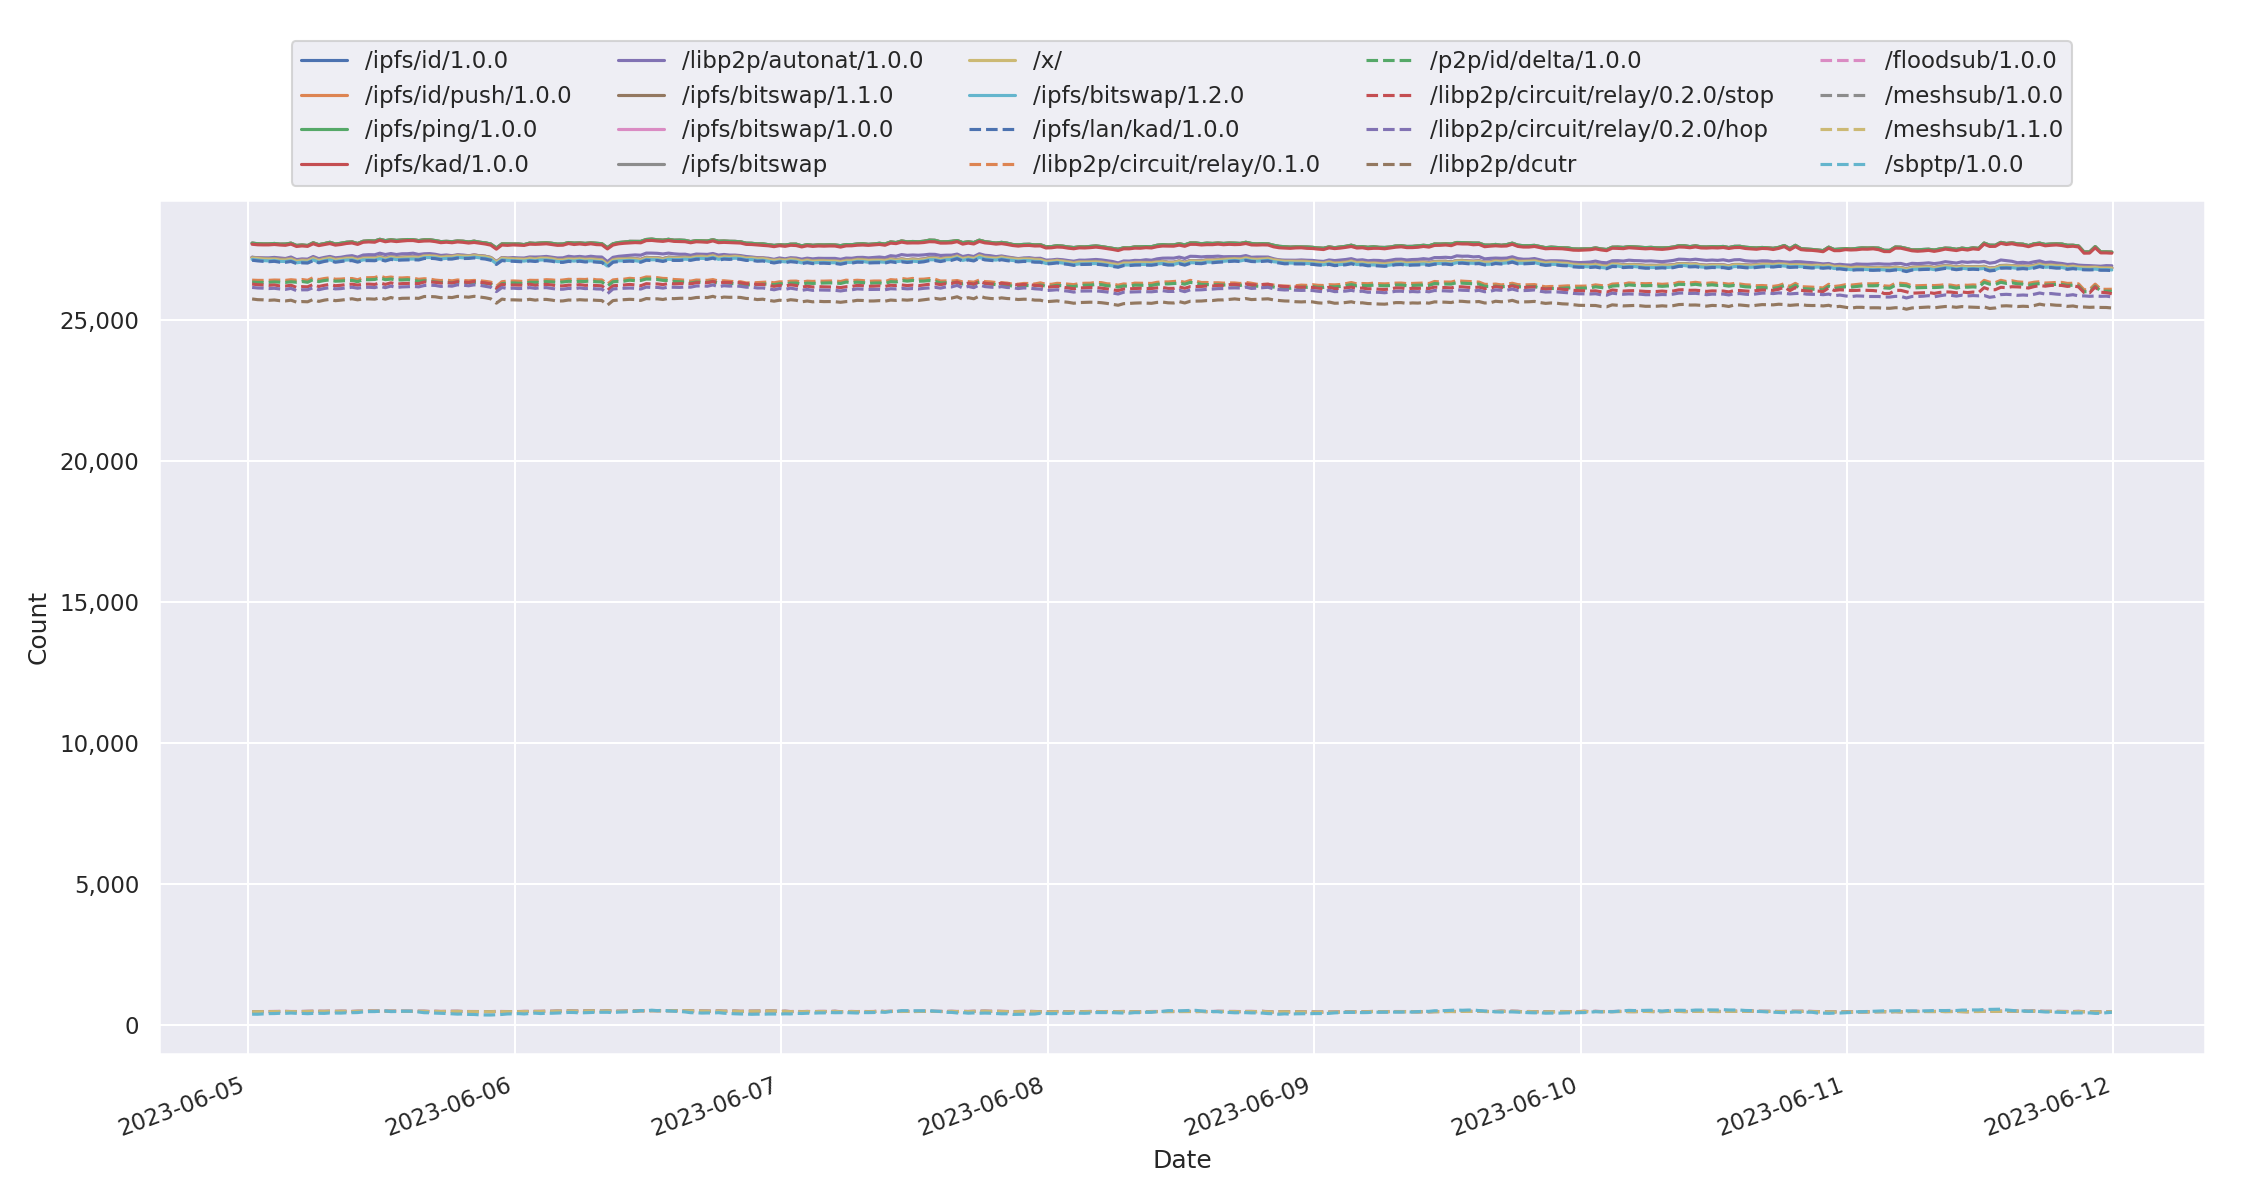 /ipfs/id/1.0.0
/ipfs/id/push/1.0.0
/ipfs/ping/1.0.0
/ipfs/kad/1.0.0
/libp2p/autonat/1.0.0
/ipfs/bitswap/1.1.0
/ipfs/bitswap/1.0.0
/ipfs/bitswap
/x/
/ipfs/bitswap/1.2.0
/ipfs/lan/kad/1.0.0
/libp2p/circuit/relay/0.1.0
/p2p/id/delta/1.0.0
/libp2p/circuit/relay/0.2.0/stop
/libp2p/circuit/relay/0.2.0/hop
/libp2p/dcutr
/floodsub/1.0.0
/meshsub/1.0.0
/meshsub/1.1.0
/sbptp/1.0.0
25,000
20,000
15,000
10,000
5,000
0
Count
2023-06-05
2023-06-06
2023-06-07
2023-06-08
2023-06-09
2023-06-10
2023-06-11
2023-06-12
Date